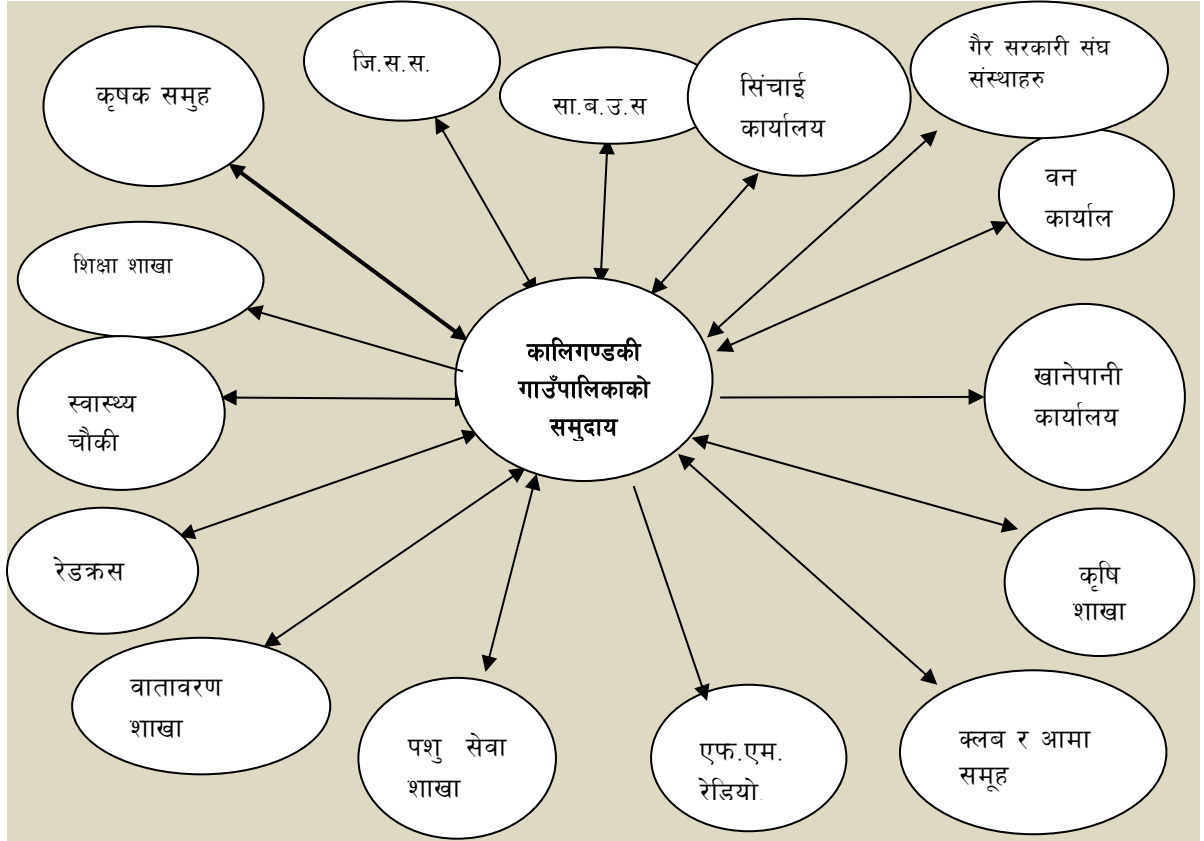 कृषक समुह
जि.स.स.
सा.ब.उ.स
सिंचाई
कार्यालय
गैर सरकारी संघ
संस्थाहरु
वन
कार्याल
शिक्षा शाखा
कालिगण्डकी
गाउँपालिकाको
समुदाय
स्वास्थ्य
चौकी
खानेपानी
कार्यालय
रेडक्रस
कृषि
शाखा
वातावरण
शाखा
पशु सेवा
शाखा
एफ.एम.
रेडियो.
क्लब र आमा
समूह